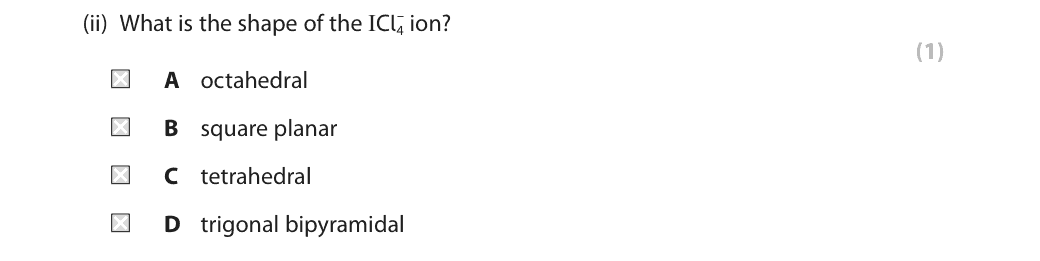 (ii) What is the shape of the ICl₄⁻ ion?
(1)
A octahedral
B square planar
C tetrahedral
D trigonal bipyramidal